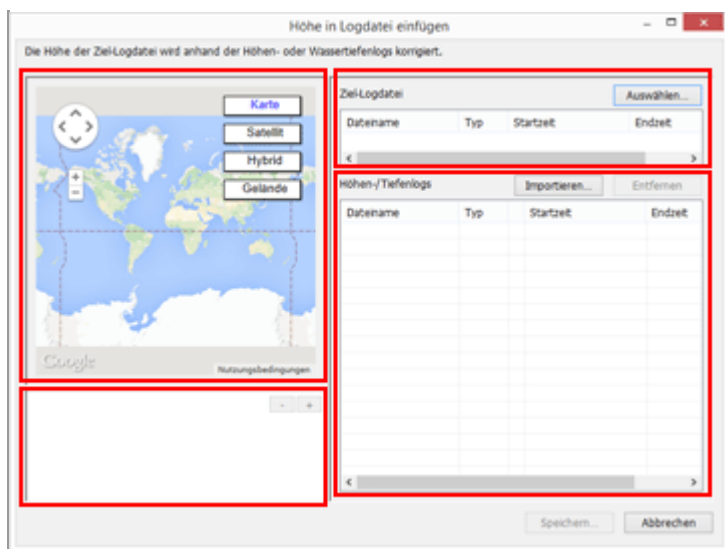 Höhe in Logdatei einfügen
Die Höhe der Ziel-Logdatei wird anhand der Höhen- oder Wassertiefenlogs korrigiert.
Karte
Satellit
Hybrid
Gelände
Google
Nutzungsbedingungen
- +
Ziel-Logdatei Auswählen...
Dateiname Typ Startzeit Endzeit
Höhen-/Tiefenlogs Importieren... Entfernen
Dateiname Typ Startzeit Endzeit
Speichern... Abbrechen